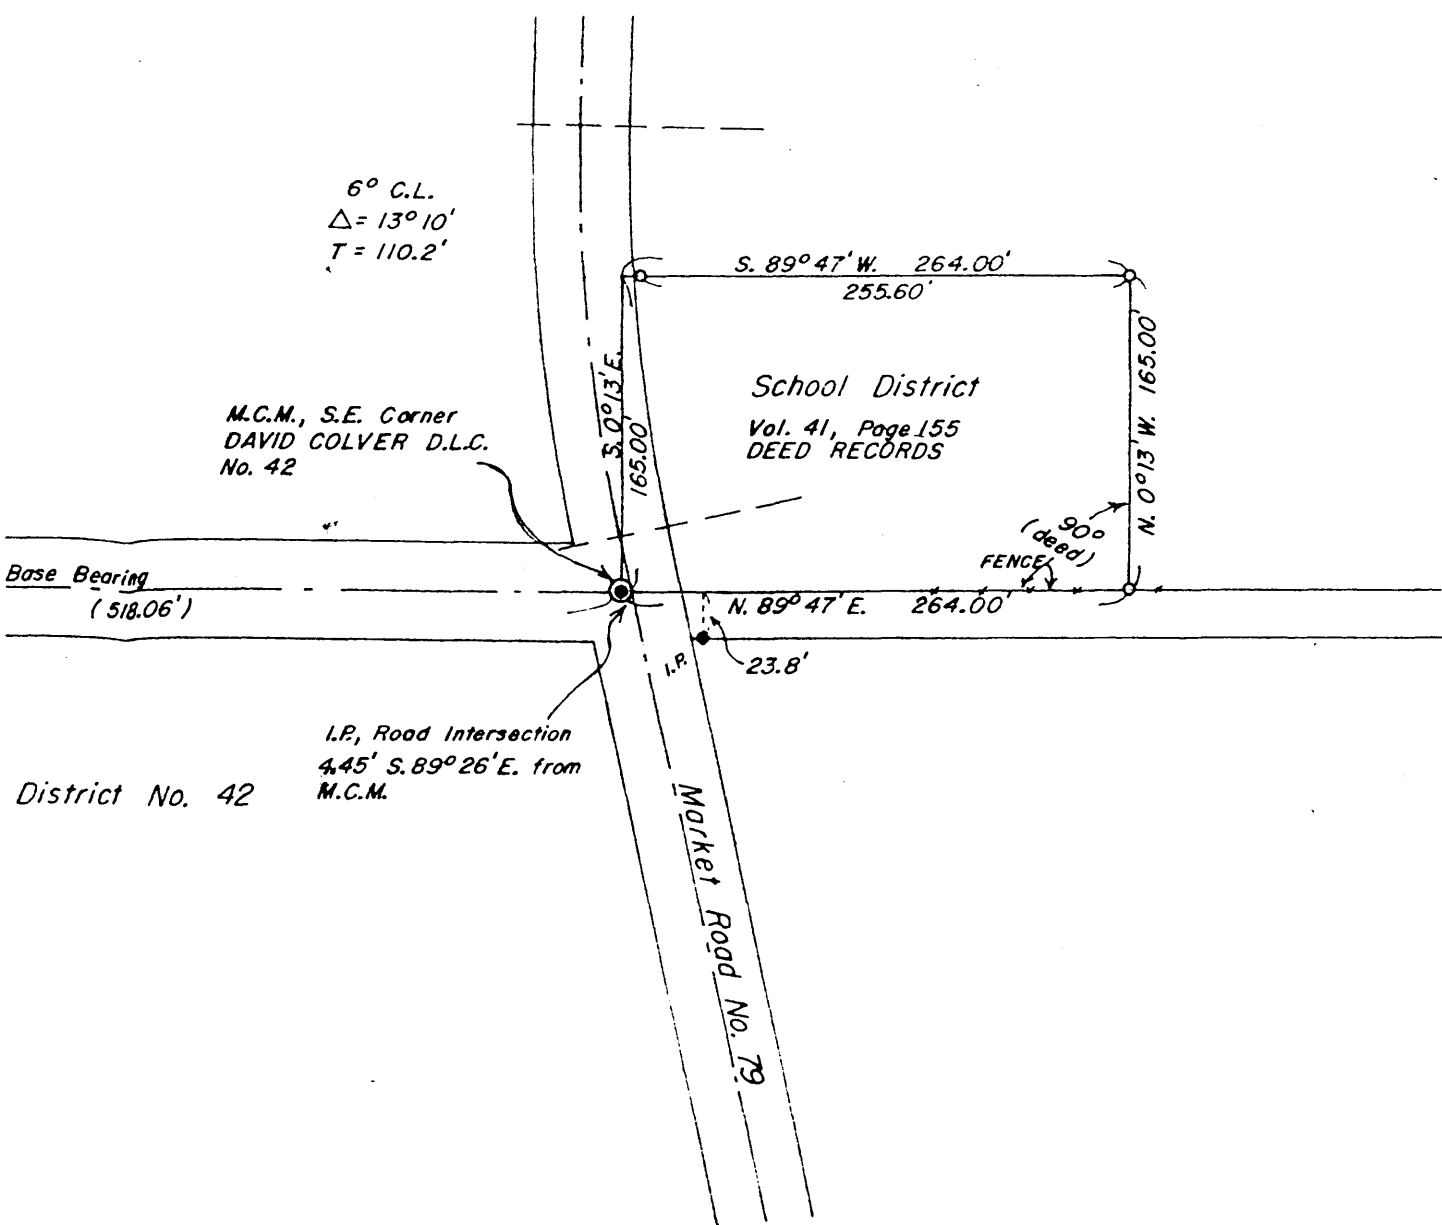 6° C.L.
Δ = 13° 10'
T = 110.2'
S. 89° 47' W. 264.00'
255.60'
S. 0° 13' E.
165.00'
N. 0° 13' W. 165.00'
School District
Vol. 41, Page 155
DEED RECORDS
M.C.M., S.E. Corner
DAVID COLVER D.L.C.
No. 42
90°
(deed)
FENCE
Base Bearing
(518.06')
N. 89° 47' E. 264.00'
I.P.
23.8'
I.P., Road Intersection
4.45' S. 89° 26' E. from
M.C.M.
District No. 42
Market Road No. 79